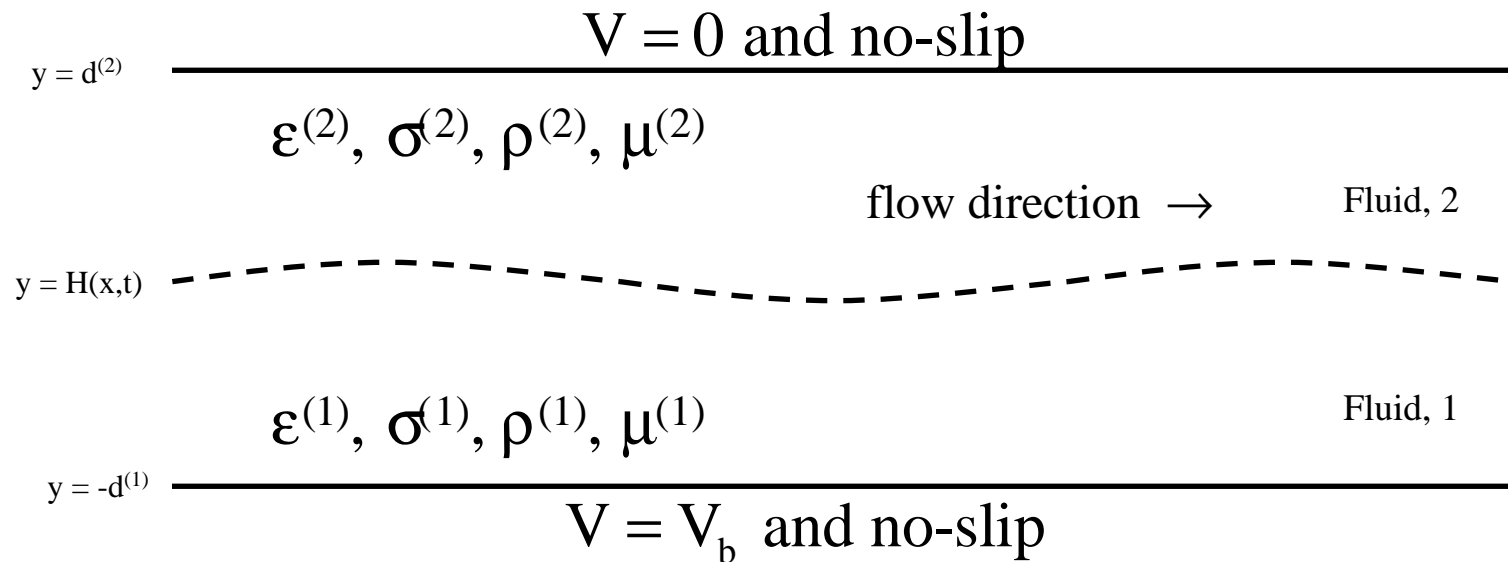 V = 0 and no-slip
y = d(2)
ε(2), σ(2), ρ(2), μ(2)
flow direction → Fluid, 2
y = H(x,t)
ε(1), σ(1), ρ(1), μ(1)
Fluid, 1
y = -d(1)
V = Vb and no-slip